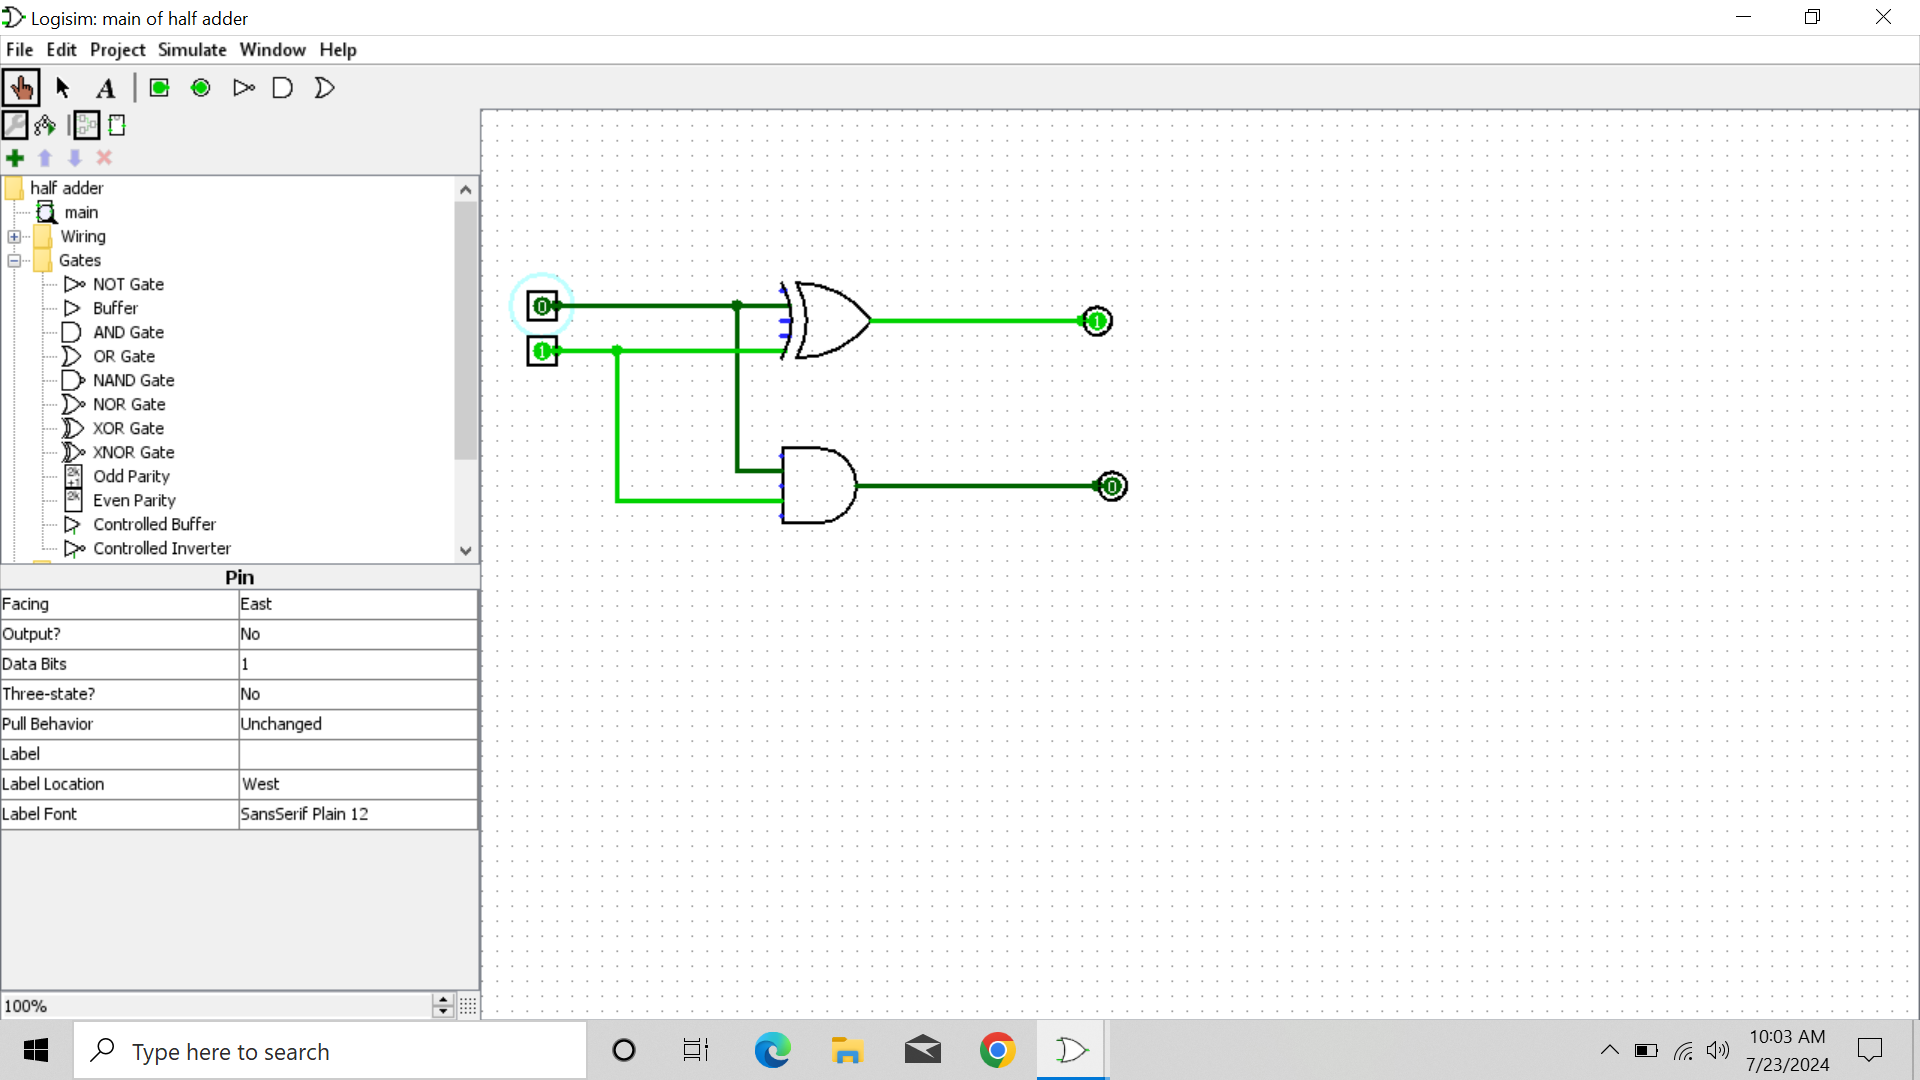 Logisim: main of half adder
File Edit Project Simulate Window Help
A
half adder
main
Wiring
Gates
NOT Gate
Buffer
AND Gate
OR Gate
NAND Gate
NOR Gate
XOR Gate
XNOR Gate
2k+1 Odd Parity
2k Even Parity
Controlled Buffer
Controlled Inverter
0
1
1
0
Pin
Facing East
Output? No
Data Bits 1
Three-state? No
Pull Behavior Unchanged
Label
Label Location West
Label Font SansSerif Plain 12
100%
Type here to search
10:03 AM
7/23/2024